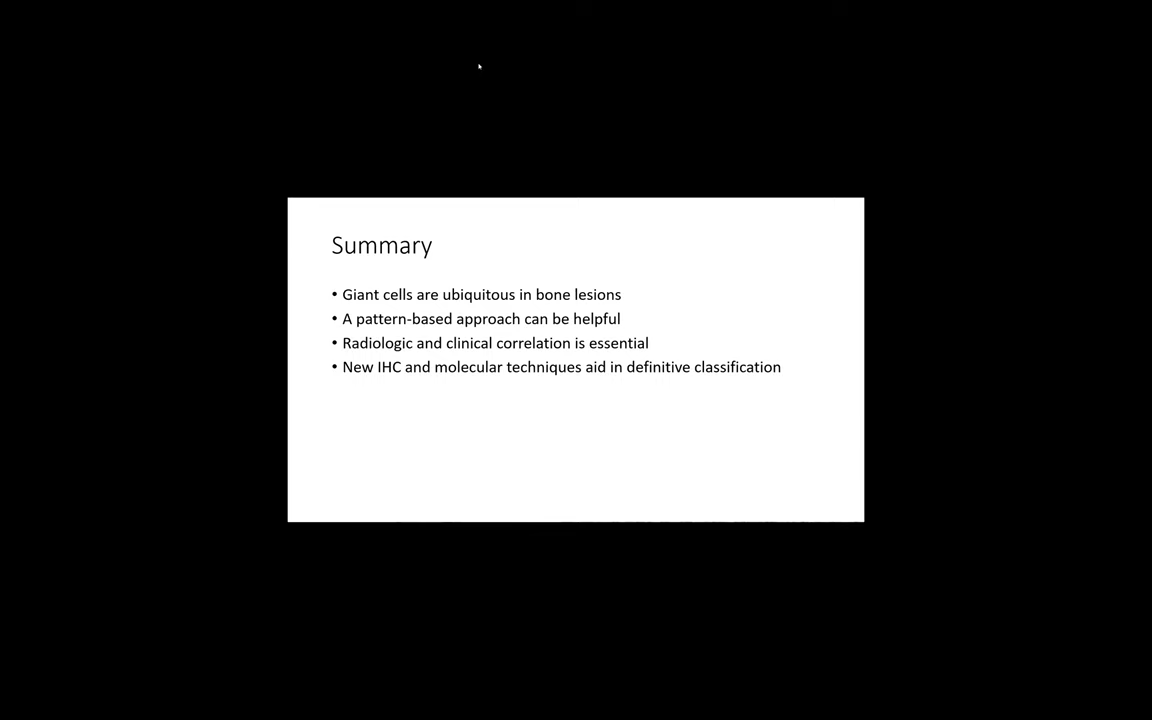 Summary
• Giant cells are ubiquitous in bone lesions
• A pattern-based approach can be helpful
• Radiologic and clinical correlation is essential
• New IHC and molecular techniques aid in definitive classification